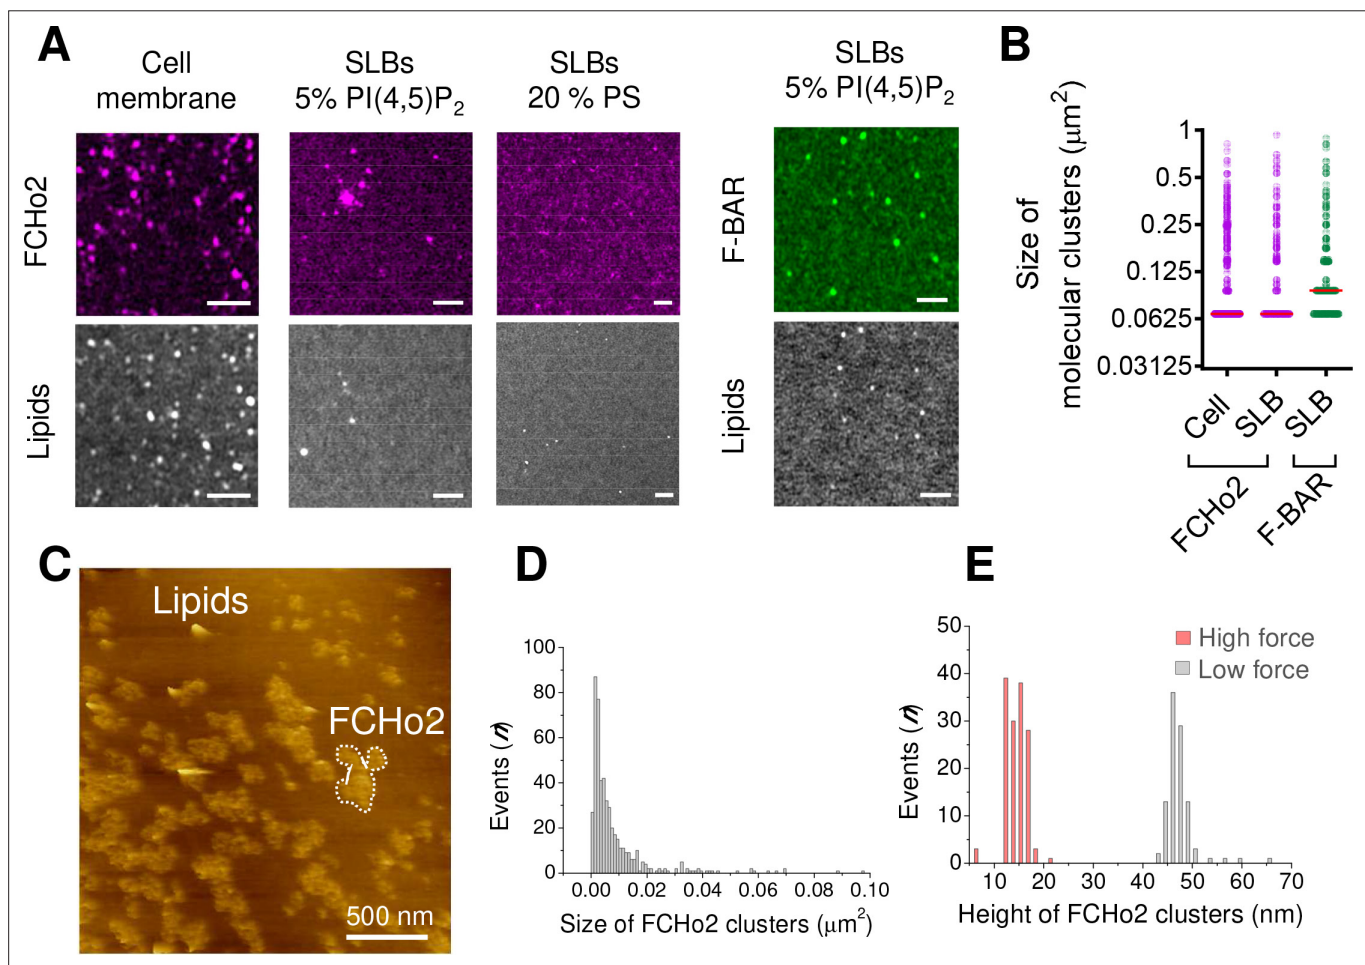 A
Cell
membrane
SLBs
5% PI(4,5)P2
SLBs
20 % PS
SLBs
5% PI(4,5)P2
FCHo2
F-BAR
Lipids
Lipids
B
Size of
molecular clusters (μm2)
1
0.5
0.25
0.125
0.0625
0.03125
Cell
SLB
SLB
FCHo2
F-BAR
C
Lipids
FCHo2
500 nm
D
Events (n)
100
80
60
40
20
0
0.00 0.02 0.04 0.06 0.08 0.10
Size of FCHo2 clusters (μm2)
E
Events (n)
50
40
30
20
10
0
High force
Low force
10 20 30 40 50 60 70
Height of FCHo2 clusters (nm)